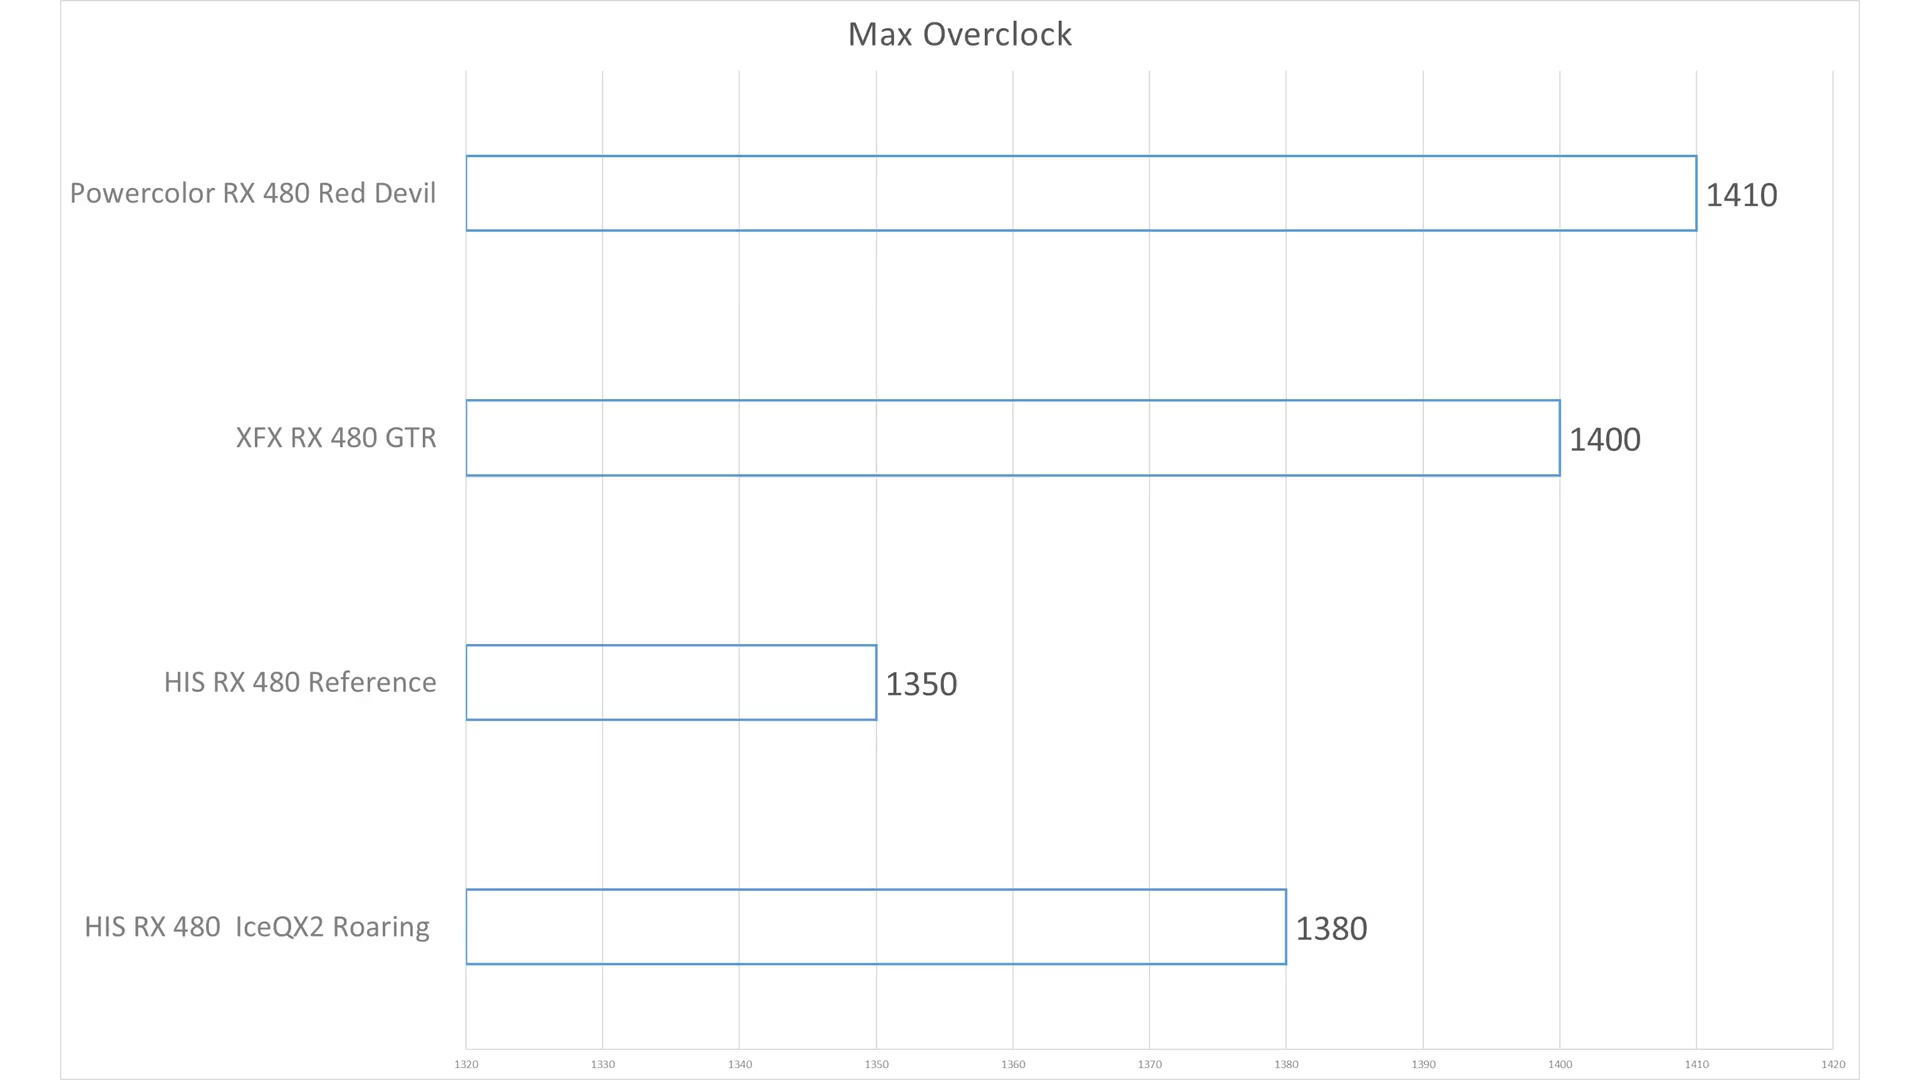 Max Overclock
Powercolor RX 480 Red Devil
1410
XFX RX 480 GTR
1400
HIS RX 480 Reference
1350
HIS RX 480  IceQX2 Roaring
1380
1320 1330 1340 1350 1360 1370 1380 1390 1400 1410 1420